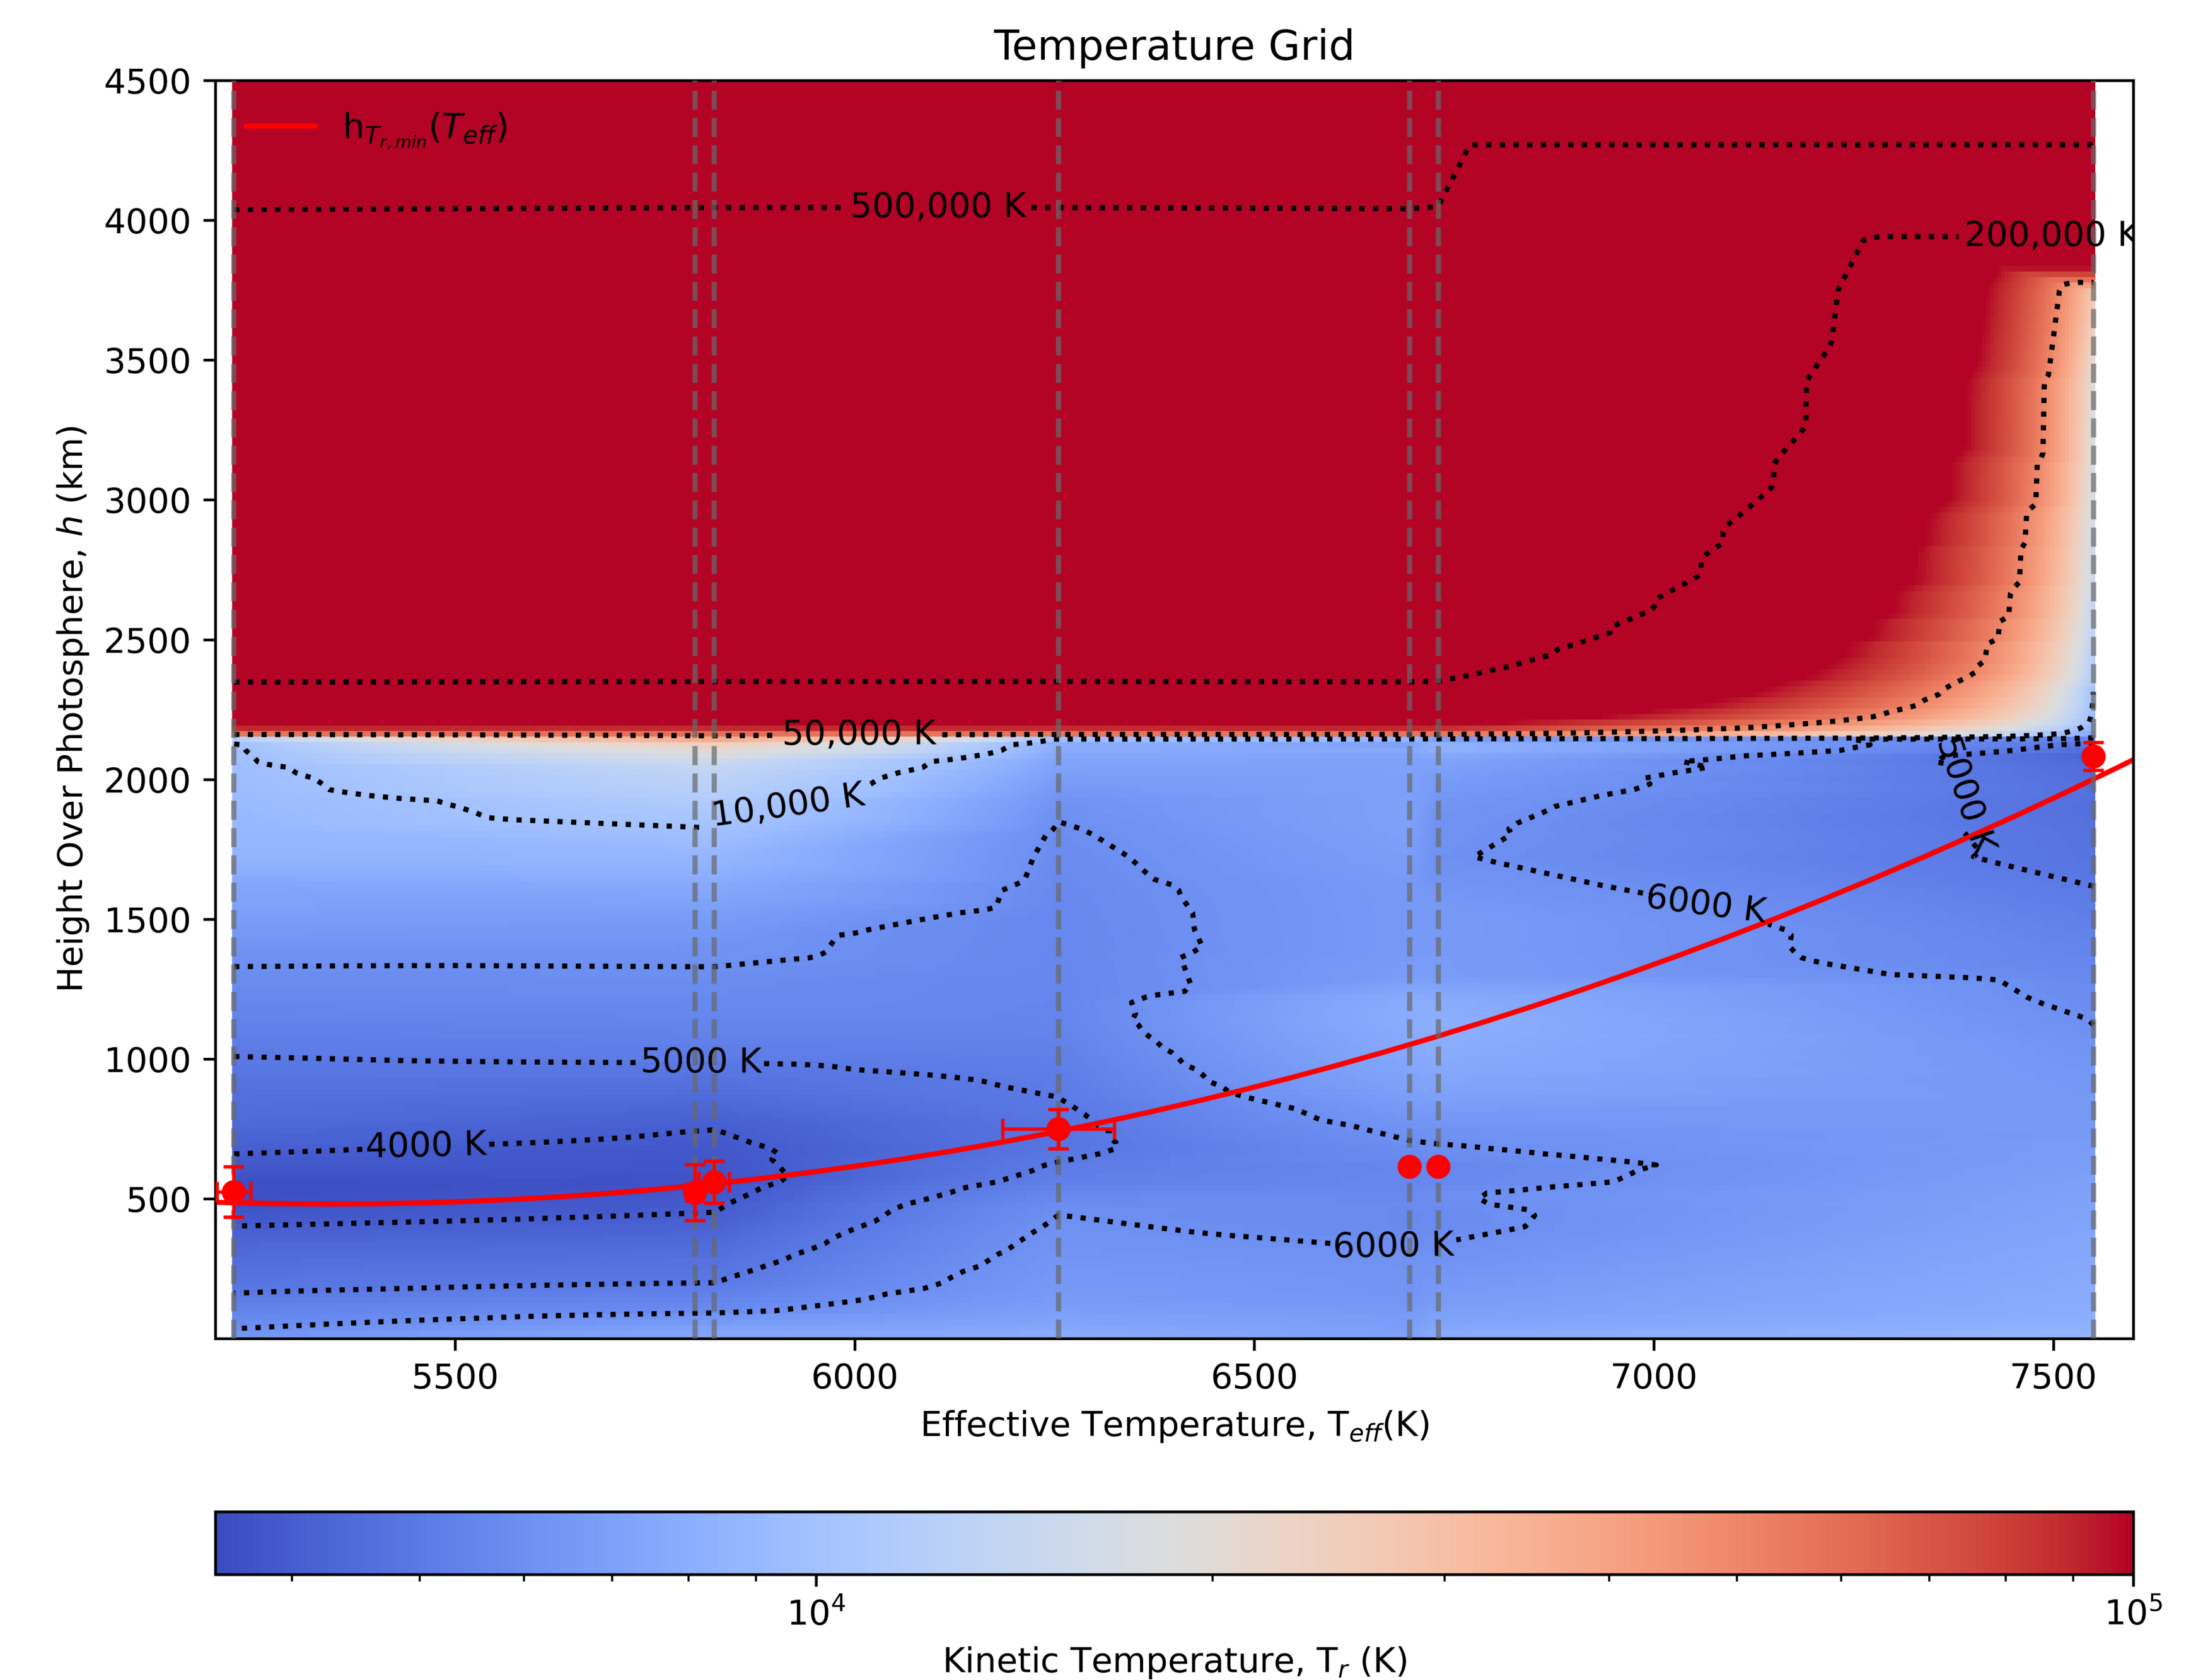 Temperature Grid
4500
4000
3500
3000
2500
2000
1500
1000
500
Height Over Photosphere, h (km)
h_{T_{r,min}}(T_{eff})
500,000 K
200,000 K
50,000 K
10,000 K
5000 K
6000 K
5000 K
4000 K
6000 K
5500
6000
6500
7000
7500
Effective Temperature, T_{eff}(K)
10^4
10^5
Kinetic Temperature, T_r (K)